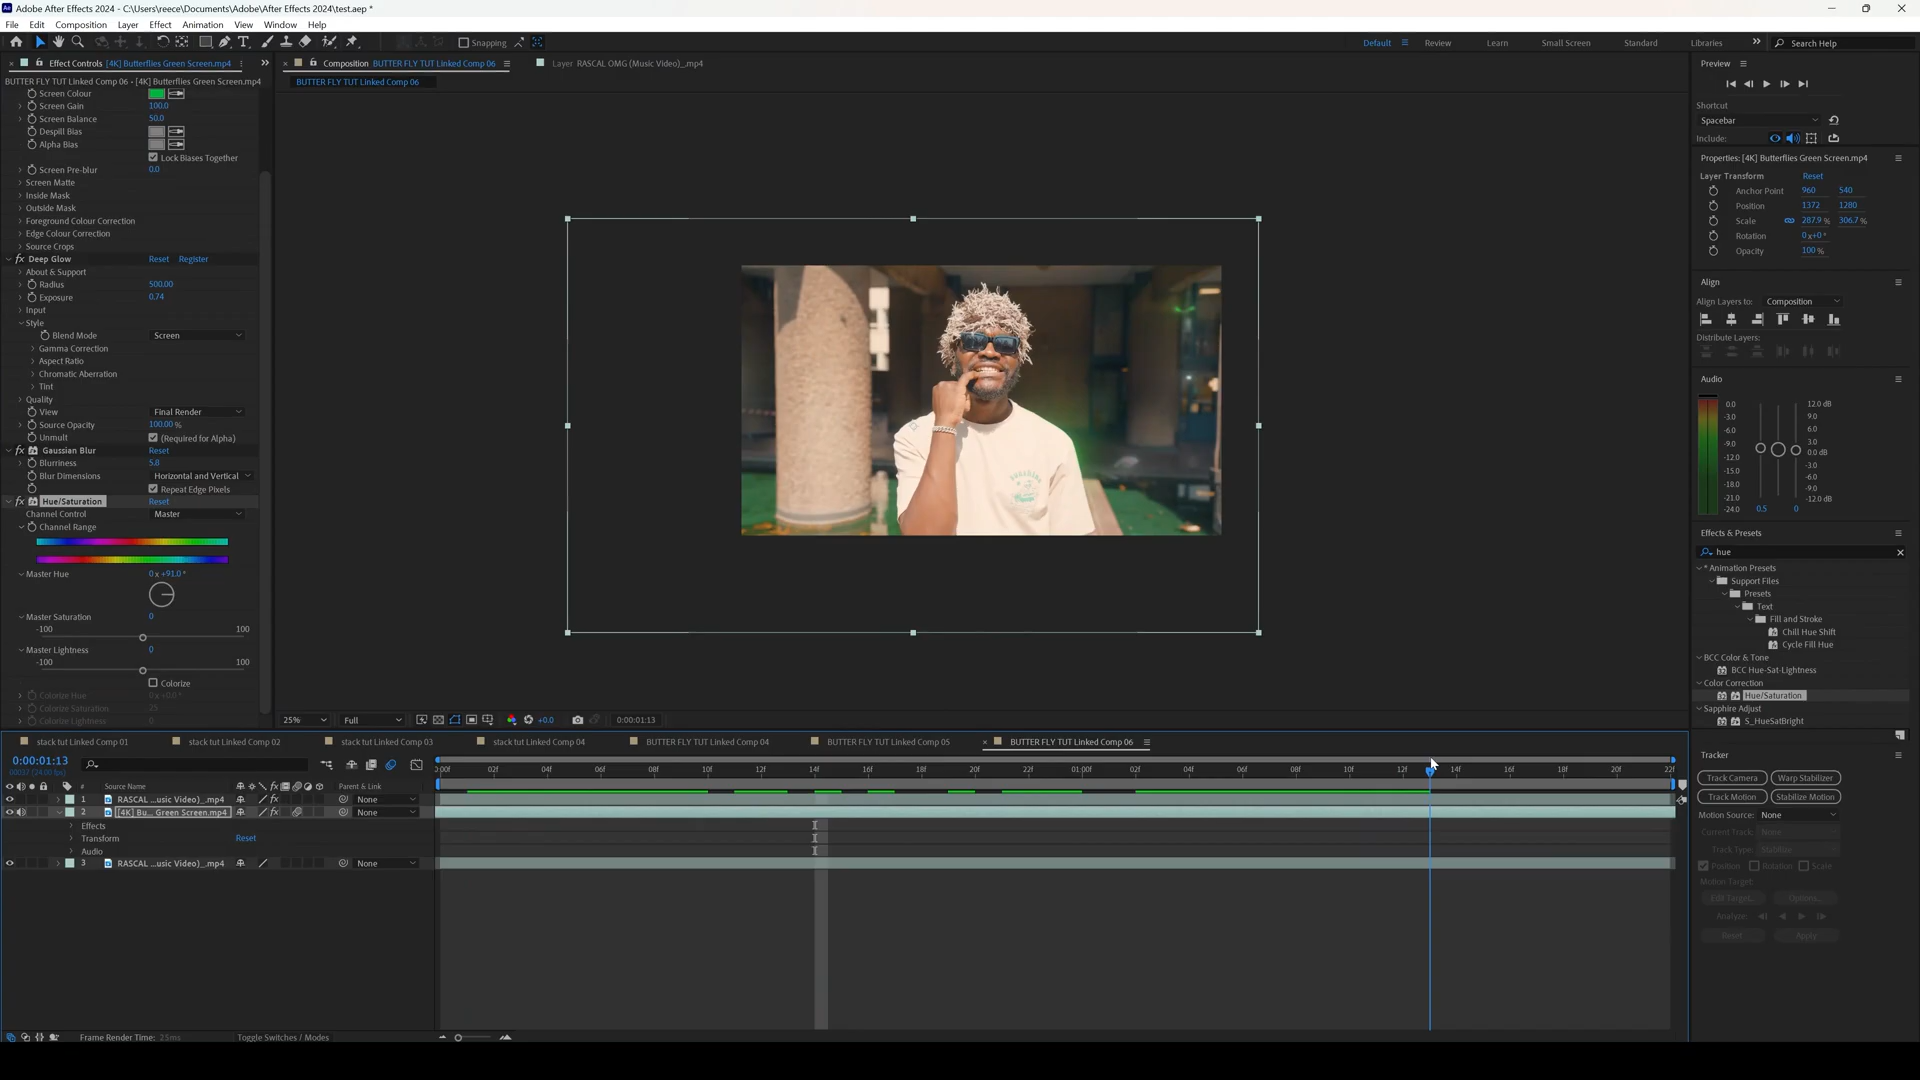 Adobe After Effects 2024 - C:\Users\reece\Documents\Adobe\After Effects 2024\test.aep *
File Edit Composition Layer Effect Animation View Window Help
Snapping
Default Review Learn Small Screen Standard Libraries Search Help
Effect Controls [4K] Butterflies Green Screen.mp4
BUTTER FLY TUT Linked Comp 06 • [4K] Butterflies Green Screen.mp4
Screen Colour
Screen Gain 100.0
Screen Balance 50.0
Despill Bias
Alpha Bias
Lock Biases Together
Screen Pre-blur 0.0
Screen Matte
Inside Mask
Outside Mask
Foreground Colour Correction
Edge Colour Correction
Source Crops
fx Deep Glow Reset Register
About & Support
Radius 500.00
Exposure 0.74
Input
Style
Blend Mode Screen
Gamma Correction
Aspect Ratio
Chromatic Aberration
Tint
Quality
View Final Render
Source Opacity 100.00 %
Unmult (Required for Alpha)
fx Gaussian Blur Reset
Blurriness 5.8
Blur Dimensions Horizontal and Vertical
Repeat Edge Pixels
fx Hue/Saturation Reset
Channel Control Master
Channel Range
Master Hue 0 x +91.0 °
Master Saturation 0
-100 100
Master Lightness 0
-100 100
Colorize
Colorize Hue 0 x +0.0 °
Colorize Saturation 25
Colorize Lightness 0
Composition BUTTER FLY TUT Linked Comp 06
Layer RASCAL OMG (Music Video)_.mp4
BUTTER FLY TUT Linked Comp 06
25% Full +0.0 0:00:01:13
Preview
Shortcut
Spacebar
Include:
Properties: [4K] Butterflies Green Screen.mp4
Layer Transform Reset
Anchor Point 960 540
Position 1372 1280
Scale 287.9 % 306.7 %
Rotation 0 x +0 °
Opacity 100 %
Align
Align Layers to: Composition
Distribute Layers:
Audio
0.0
-3.0
-6.0
-9.0
-12.0
-15.0
-18.0
-21.0
-24.0
12.0 dB
9.0
6.0
3.0
0.0 dB
-3.0
-6.0
-9.0
-12.0 dB
0.5 0
Effects & Presets
hue
* Animation Presets
Support Files
Presets
Text
Fill and Stroke
Chill Hue Shift
Cycle Fill Hue
BCC Color & Tone
BCC Hue-Sat-Lightness
Color Correction
Hue/Saturation
Sapphire Adjust
S_HueSatBright
stack tut Linked Comp 01 stack tut Linked Comp 02 stack tut Linked Comp 03 stack tut Linked Comp 04 BUTTER FLY TUT Linked Comp 04 BUTTER FLY TUT Linked Comp 05 BUTTER FLY TUT Linked Comp 06
0:00:01:13
00037 (24.00 fps)
02f 04f 06f 08f 10f 12f 14f 16f 18f 20f 22f 01:00f 02f 04f 06f 08f 10f 12f 14f 16f 18f 20f 22f
# Source Name Parent & Link
1 RASCAL ...usic Video)_.mp4 None
2 [4K] Bu... Green Screen.mp4 None
Effects
Transform Reset
Audio
3 RASCAL ...usic Video)_.mp4 None
Frame Render Time: 25ms Toggle Switches / Modes
Tracker
Track Camera Warp Stabilizer
Track Motion Stabilize Motion
Motion Source: None
Current Track: None
Track Type: Stabilize
Position Rotation Scale
Motion Target:
Edit Target... Options...
Analyze:
Reset Apply